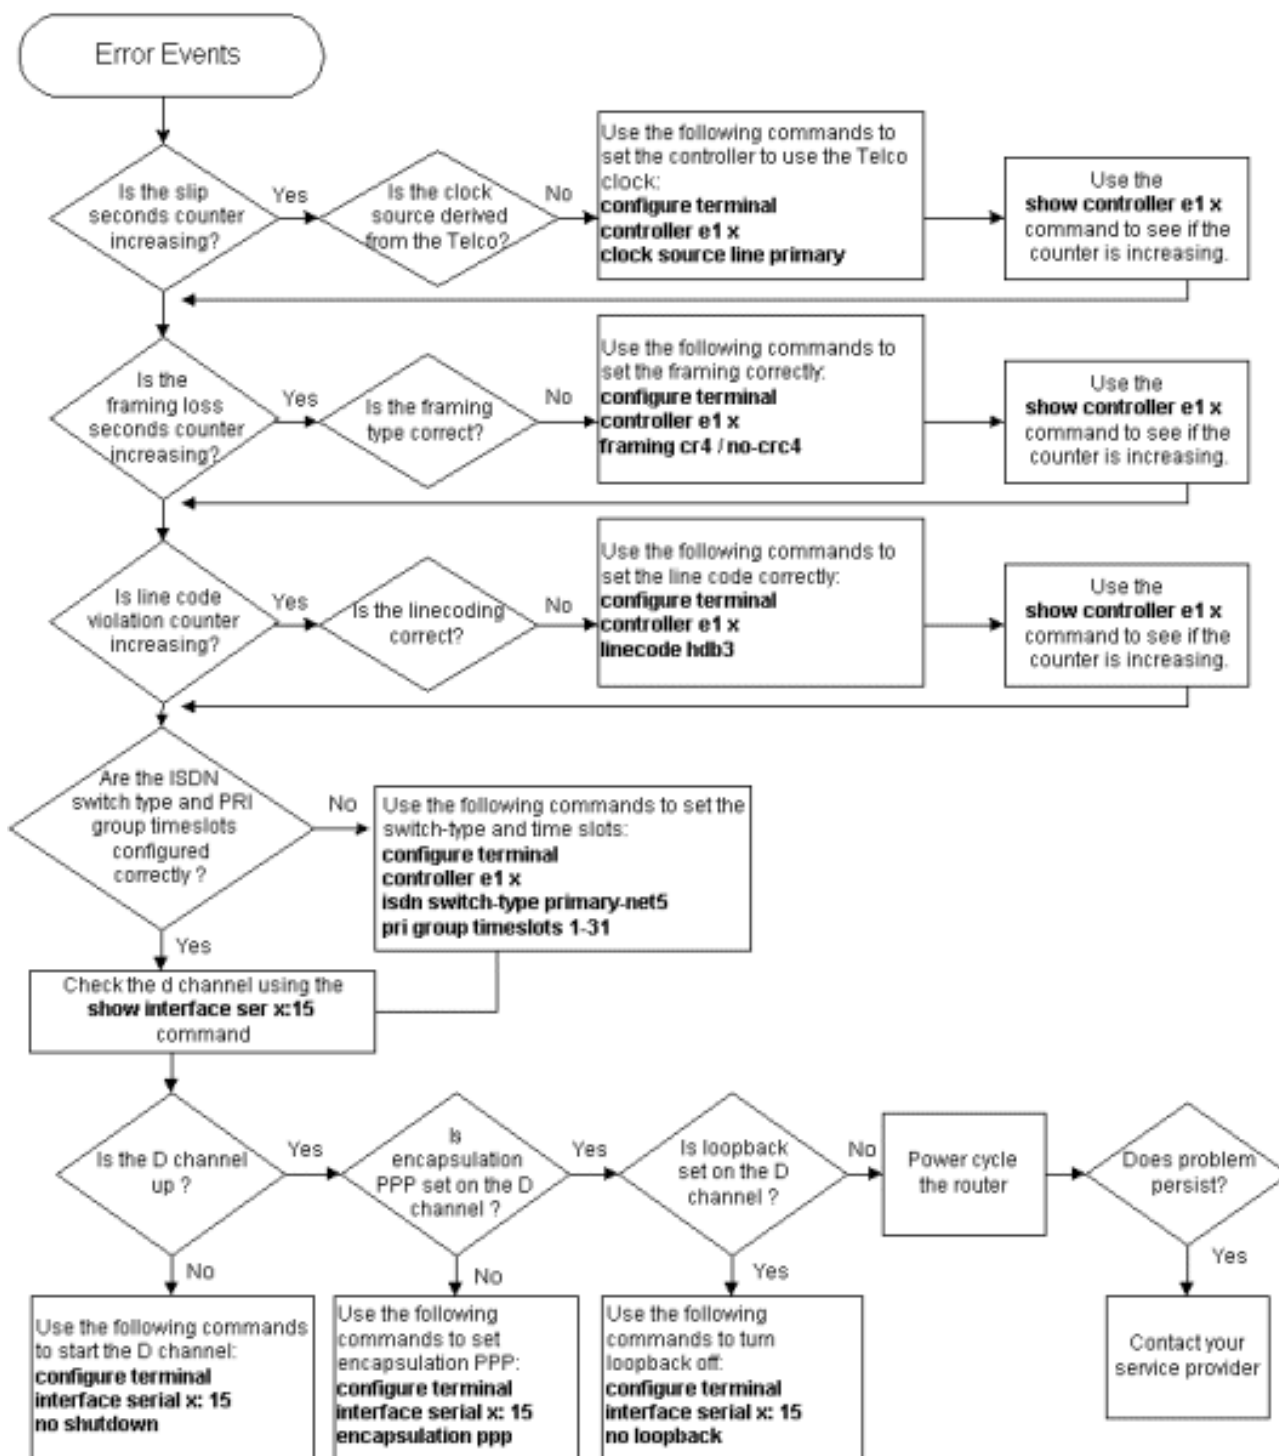 Error Events
Is the slip
seconds counter
increasing?
Yes
Is the clock
source derived
from the Telco?
No
Use the following commands to
set the controller to use the Telco
clock:
configure terminal
controller e1 x
clock source line primary
Use the
show controller e1 x
command to see if the
counter is increasing.
Is the
framing loss
seconds counter
increasing?
Yes
Is the framing
type correct?
No
Use the following commands to
set the framing correctly:
configure terminal
controller e1 x
framing cr4 / no-crc4
Use the
show controller e1 x
command to see if the
counter is increasing.
Is line code
violation counter
increasing?
Yes
Is the linecoding
correct?
No
Use the following commands to
set the line code correctly:
configure terminal
controller e1 x
linecode hdb3
Use the
show controller e1 x
command to see if the
counter is increasing.
Are the ISDN
switch type and PRI
group timeslots
configured
correctly ?
No
Use the following commands to set the
switch-type and time slots:
configure terminal
controller e1 x
isdn switch-type primary-net5
pri group timeslots 1-31
Yes
Check the d channel using the
show interface ser x:15
command
Is the D channel
up ?
Yes
Is
encapsulation
PPP set on the D
channel ?
Yes
Is loopback
set on the D
channel ?
No
Power cycle
the router
Does problem
persist?
No
Use the following commands
to start the D channel:
configure terminal
interface serial x: 15
no shutdown
No
Use the following
commands to set
encapsulation PPP:
configure terminal
interface serial x: 15
encapsulation ppp
Yes
Use the following
commands to turn
loopback off:
configure terminal
interface serial x: 15
no loopback
Yes
Contact your
service provider